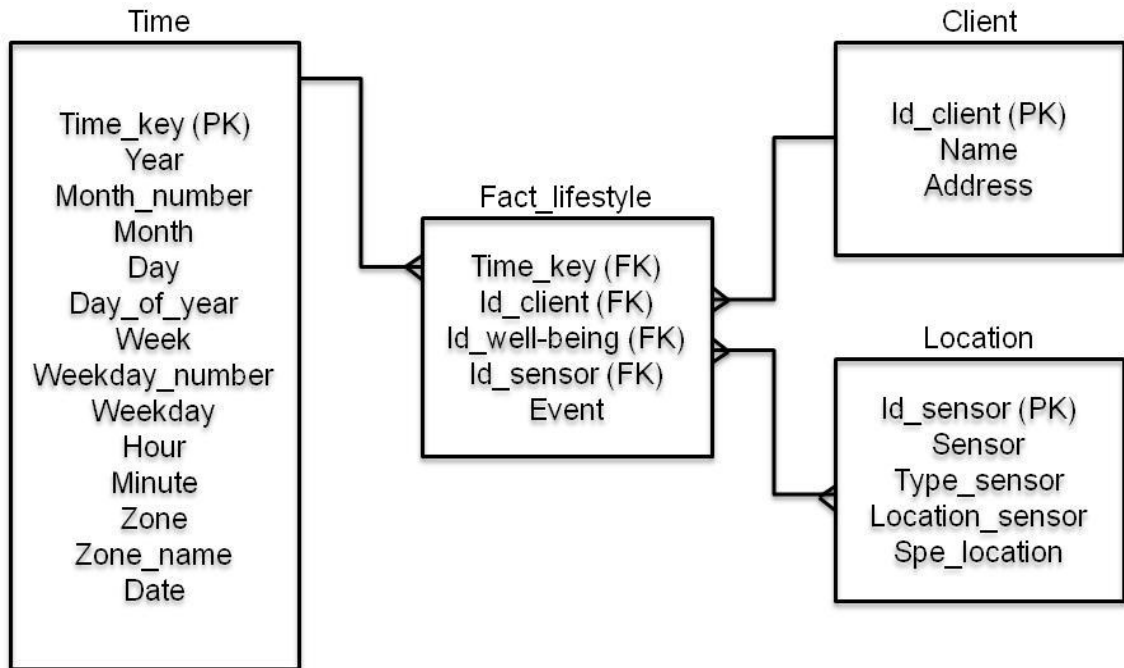 Time
Time_key (PK)
Year
Month_number
Month
Day
Day_of_year
Week
Weekday_number
Weekday
Hour
Minute
Zone
Zone_name
Date
Fact_lifestyle
Time_key (FK)
Id_client (FK)
Id_well-being (FK)
Id_sensor (FK)
Event
Client
Id_client (PK)
Name
Address
Location
Id_sensor (PK)
Sensor
Type_sensor
Location_sensor
Spe_location